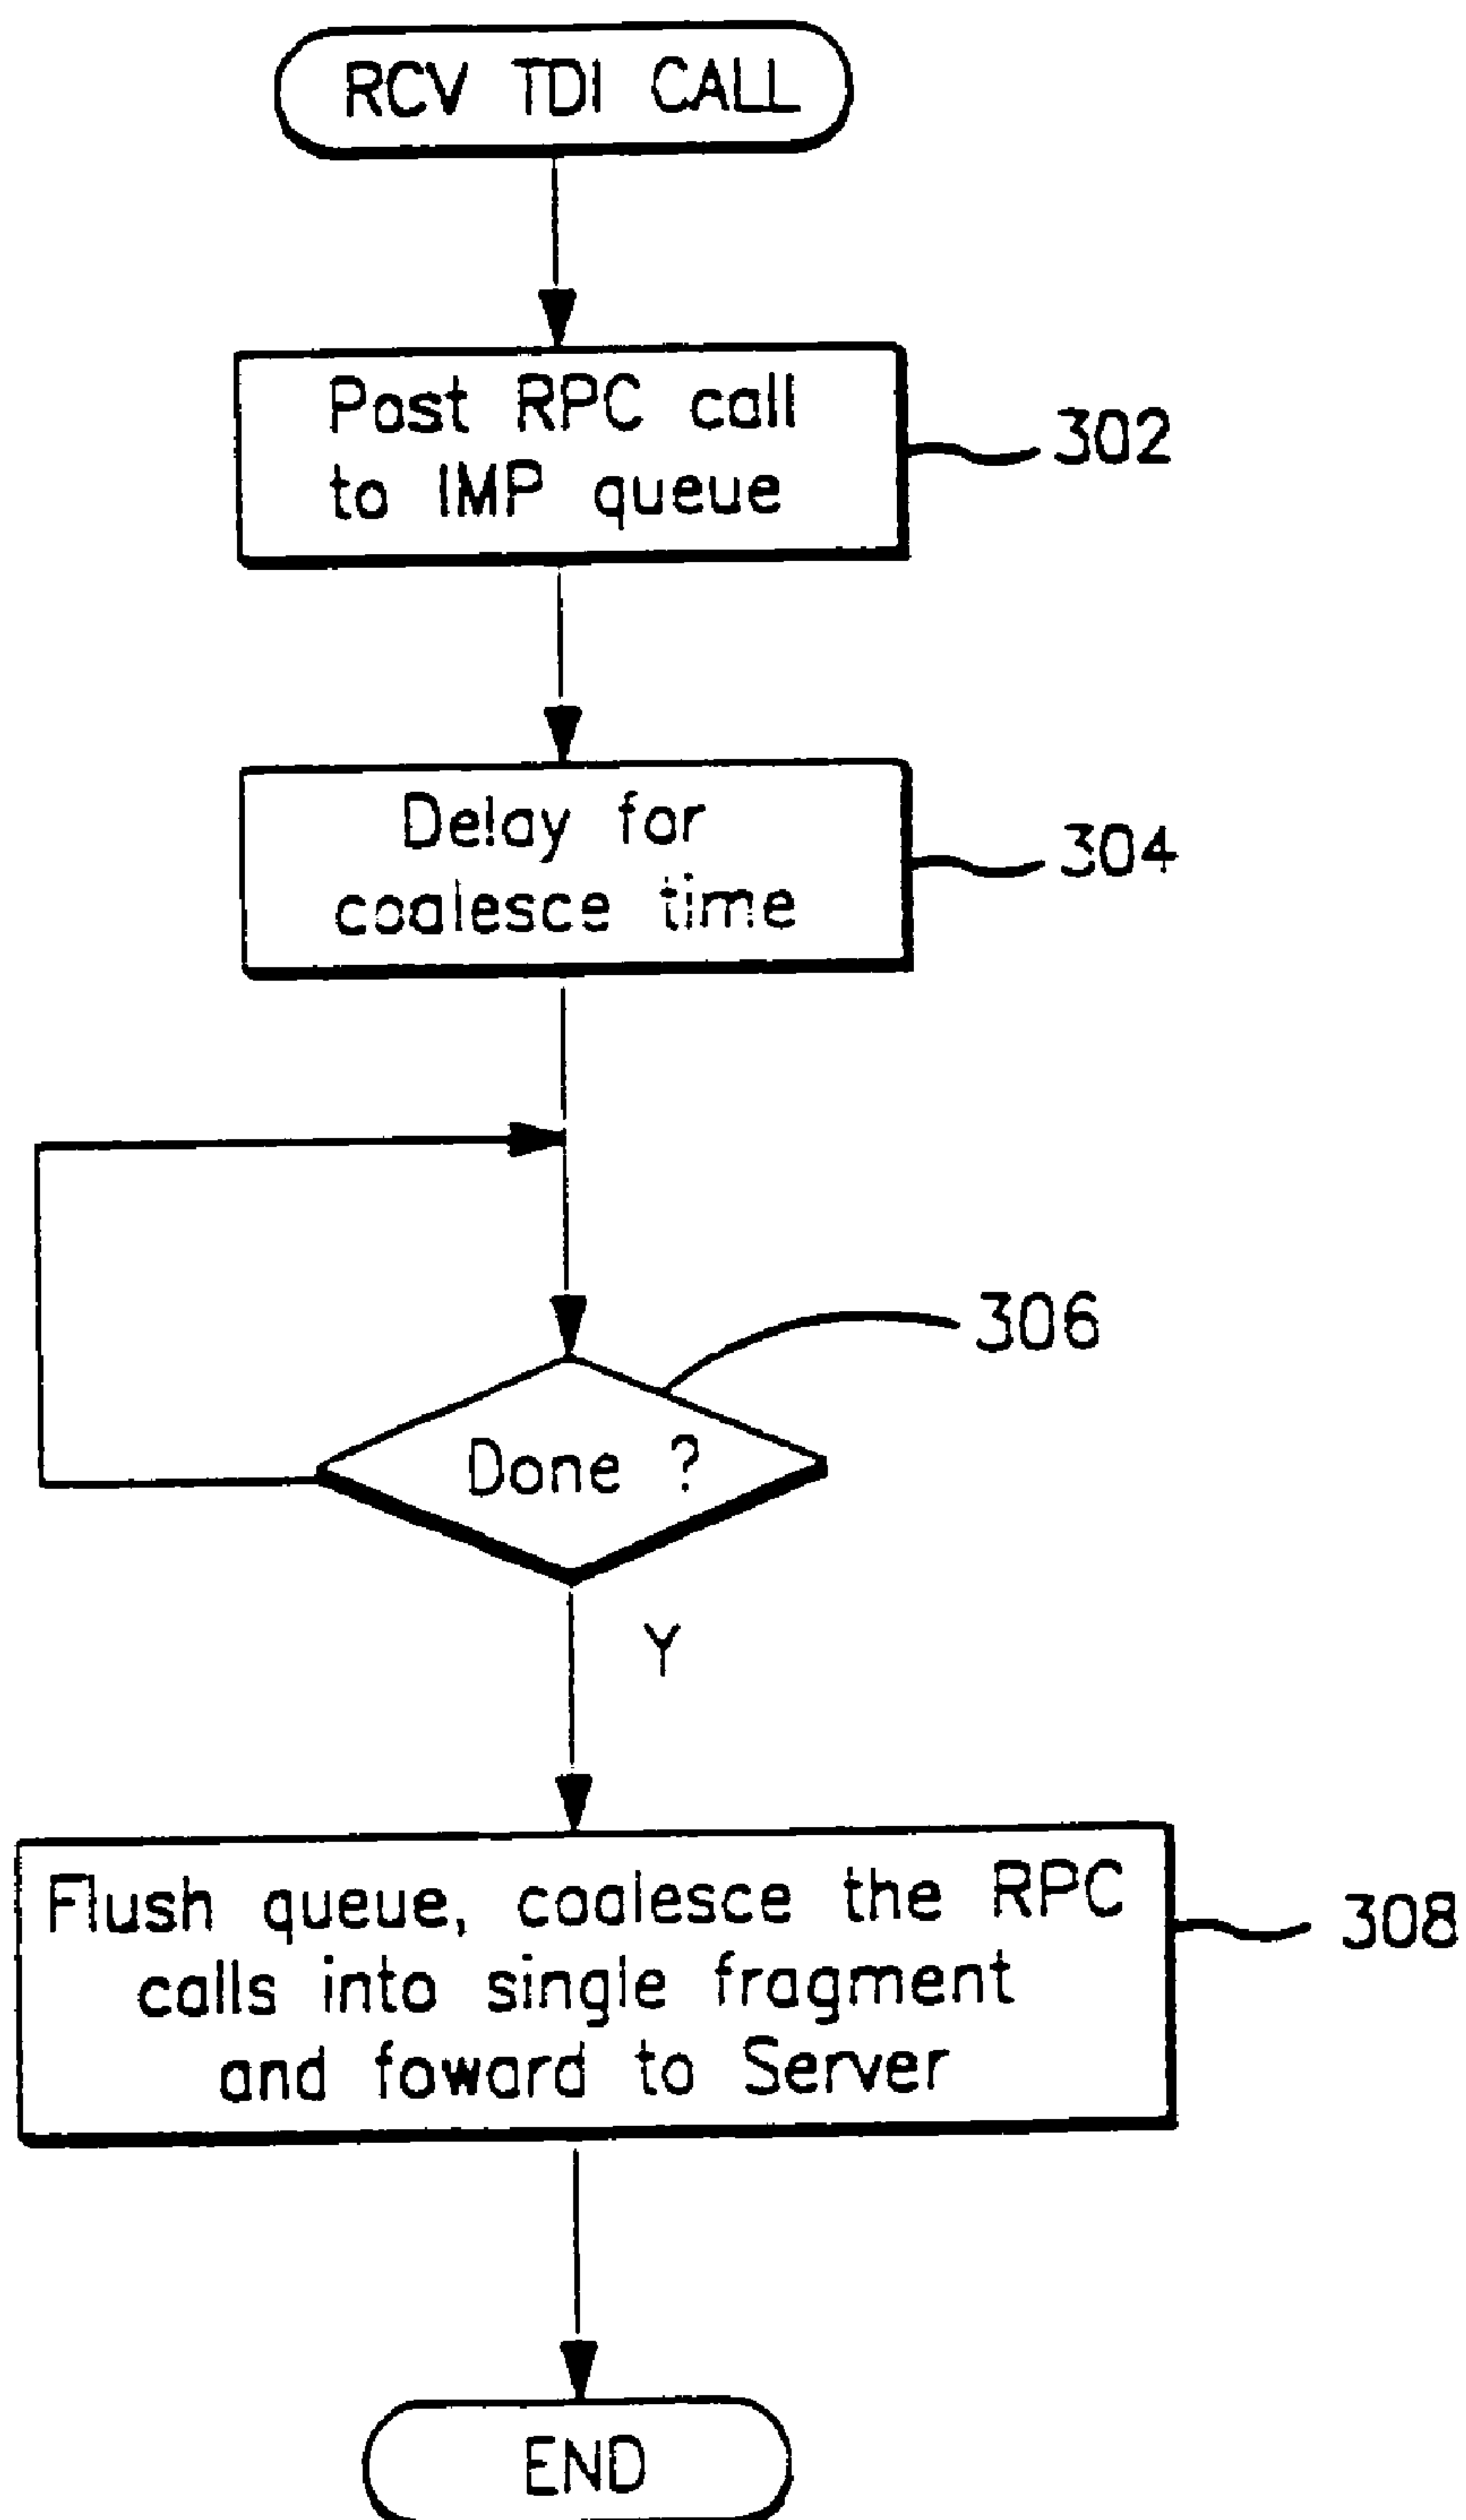 RCV TDI CALL
Post RPC call
to IMP queue
302
Delay for
coalesce time
304
306
Done ?
Y
Flush queue, coalesce the RPC
calls into single fragment
and foward to Server
308
END